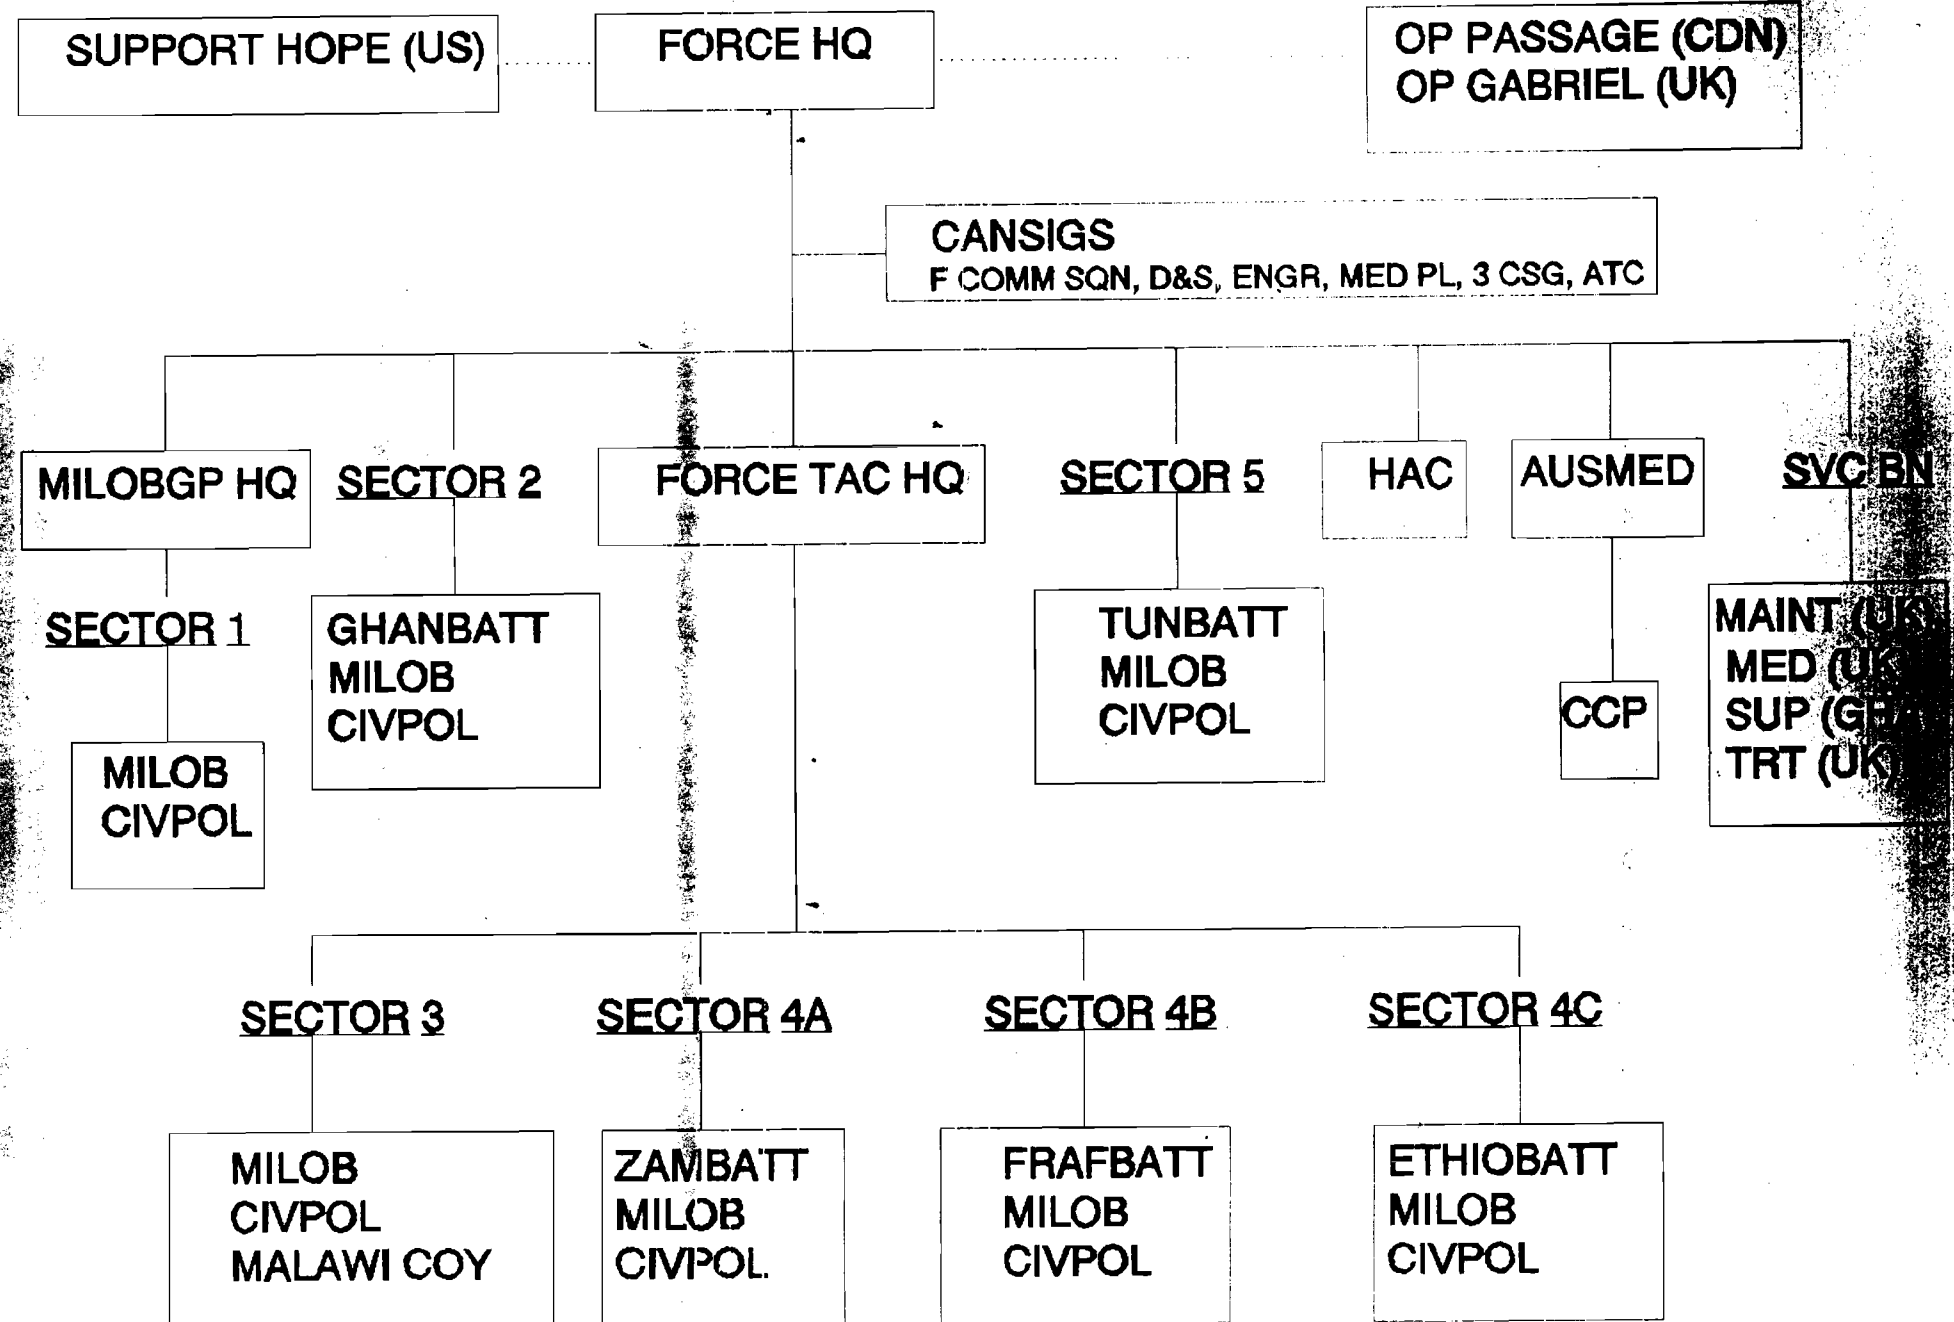 SUPPORT HOPE (US)
FORCE HQ
OP PASSAGE (CDN)
OP GABRIEL (UK)
CANSIGS
F COMM SQN, D&S, ENGR, MED PL, 3 CSG, ATC
MILOBGP HQ
SECTOR 2
FORCE TAC HQ
SECTOR 5
HAC
AUSMED
SVC BN
SECTOR 1
GHANBATT
MILOB
CIVPOL
TUNBATT
MILOB
CIVPOL
CCP
MAINT (UK)
MED (UK)
SUP
TRT (UK)
MILOB
CIVPOL
SECTOR 3
SECTOR 4A
SECTOR 4B
SECTOR 4C
MILOB
CIVPOL
MALAWI COY
ZAMBATT
MILOB
CIVPOL
FRAFBATT
MILOB
CIVPOL
ETHIOBATT
MILOB
CIVPOL